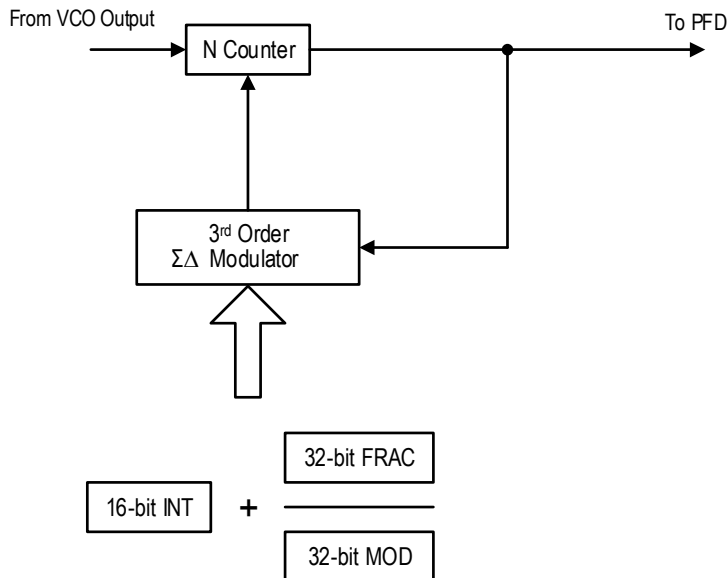 From VCO Output
N Counter
To PFD
3rd Order
ΣΔ Modulator
32-bit FRAC
16-bit INT
+
32-bit MOD